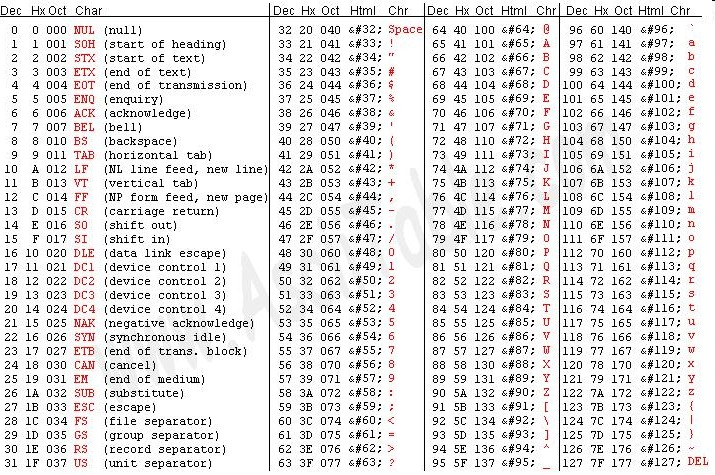 Dec Hx Oct Char Dec Hx Oct Html Chr Dec Hx Oct Html Chr Dec Hx Oct Html Chr
0 0 000 NUL (null) 32 20 040 &#32; Space 64 40 100 &#64; @ 96 60 140 &#96; `
1 1 001 SOH (start of heading) 33 21 041 &#33; ! 65 41 101 &#65; A 97 61 141 &#97; a
2 2 002 STX (start of text) 34 22 042 &#34; " 66 42 102 &#66; B 98 62 142 &#98; b
3 3 003 ETX (end of text) 35 23 043 &#35; # 67 43 103 &#67; C 99 63 143 &#99; c
4 4 004 EOT (end of transmission) 36 24 044 &#36; $ 68 44 104 &#68; D 100 64 144 &#100; d
5 5 005 ENQ (enquiry) 37 25 045 &#37; % 69 45 105 &#69; E 101 65 145 &#101; e
6 6 006 ACK (acknowledge) 38 26 046 &#38; & 70 46 106 &#70; F 102 66 146 &#102; f
7 7 007 BEL (bell) 39 27 047 &#39; ' 71 47 107 &#71; G 103 67 147 &#103; g
8 8 010 BS (backspace) 40 28 050 &#40; ( 72 48 110 &#72; H 104 68 150 &#104; h
9 9 011 TAB (horizontal tab) 41 29 051 &#41; ) 73 49 111 &#73; I 105 69 151 &#105; i
10 A 012 LF (NL line feed, new line) 42 2A 052 &#42; * 74 4A 112 &#74; J 106 6A 152 &#106; j
11 B 013 VT (vertical tab) 43 2B 053 &#43; + 75 4B 113 &#75; K 107 6B 153 &#107; k
12 C 014 FF (NP form feed, new page) 44 2C 054 &#44; , 76 4C 114 &#76; L 108 6C 154 &#108; l
13 D 015 CR (carriage return) 45 2D 055 &#45; - 77 4D 115 &#77; M 109 6D 155 &#109; m
14 E 016 SO (shift out) 46 2E 056 &#46; . 78 4E 116 &#78; N 110 6E 156 &#110; n
15 F 017 SI (shift in) 47 2F 057 &#47; / 79 4F 117 &#79; O 111 6F 157 &#111; o
16 10 020 DLE (data link escape) 48 30 060 &#48; 0 80 50 120 &#80; P 112 70 160 &#112; p
17 11 021 DC1 (device control 1) 49 31 061 &#49; 1 81 51 121 &#81; Q 113 71 161 &#113; q
18 12 022 DC2 (device control 2) 50 32 062 &#50; 2 82 52 122 &#82; R 114 72 162 &#114; r
19 13 023 DC3 (device control 3) 51 33 063 &#51; 3 83 53 123 &#83; S 115 73 163 &#115; s
20 14 024 DC4 (device control 4) 52 34 064 &#52; 4 84 54 124 &#84; T 116 74 164 &#116; t
21 15 025 NAK (negative acknowledge) 53 35 065 &#53; 5 85 55 125 &#85; U 117 75 165 &#117; u
22 16 026 SYN (synchronous idle) 54 36 066 &#54; 6 86 56 126 &#86; V 118 76 166 &#118; v
23 17 027 ETB (end of trans. block) 55 37 067 &#55; 7 87 57 127 &#87; W 119 77 167 &#119; w
24 18 030 CAN (cancel) 56 38 070 &#56; 8 88 58 130 &#88; X 120 78 170 &#120; x
25 19 031 EM (end of medium) 57 39 071 &#57; 9 89 59 131 &#89; Y 121 79 171 &#121; y
26 1A 032 SUB (substitute) 58 3A 072 &#58; : 90 5A 132 &#90; Z 122 7A 172 &#122; z
27 1B 033 ESC (escape) 59 3B 073 &#59; ; 91 5B 133 &#91; [ 123 7B 173 &#123; {
28 1C 034 FS (file separator) 60 3C 074 &#60; < 92 5C 134 &#92; \ 124 7C 174 &#124; |
29 1D 035 GS (group separator) 61 3D 075 &#61; = 93 5D 135 &#93; ] 125 7D 175 &#125; }
30 1E 036 RS (record separator) 62 3E 076 &#62; > 94 5E 136 &#94; ^ 126 7E 176 &#126; ~
31 1F 037 US (unit separator) 63 3F 077 &#63; ? 95 5F 137 &#95; _ 127 7F 177 &#127; DEL